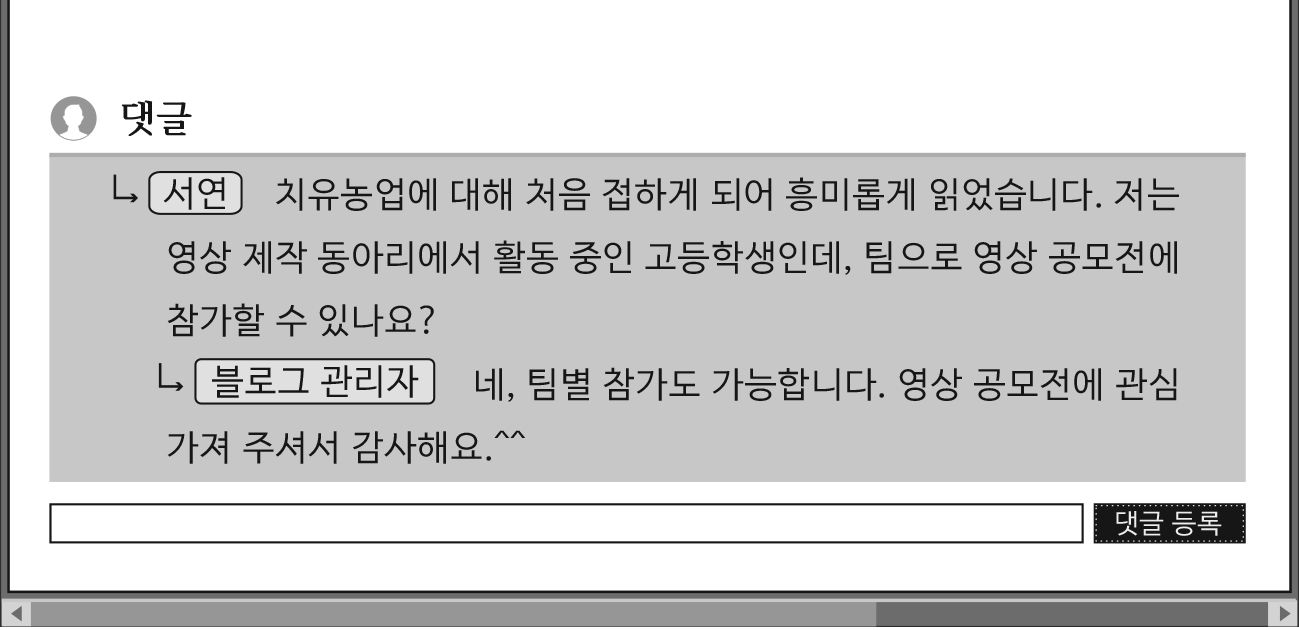 댓글
서연 치유농업에 대해 처음 접하게 되어 흥미롭게 읽었습니다. 저는
영상 제작 동아리에서 활동 중인 고등학생인데, 팀으로 영상 공모전에
참가할 수 있나요?
블로그 관리자 네, 팀별 참가도 가능합니다. 영상 공모전에 관심
가져 주셔서 감사해요.^^
댓글 등록